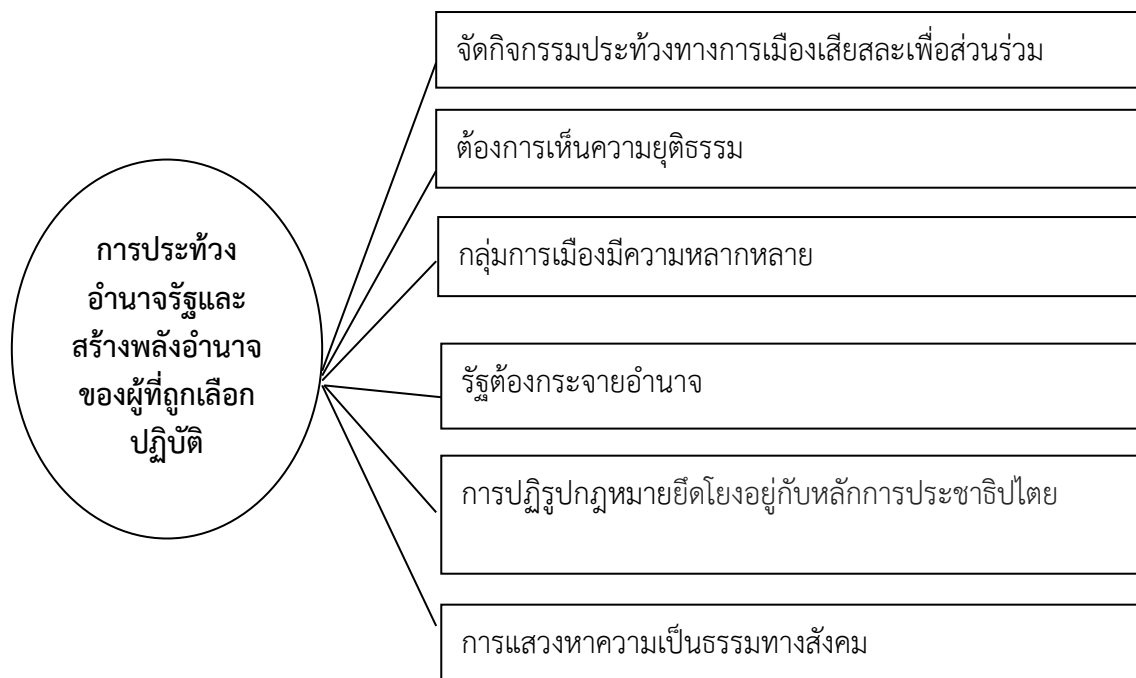 การประท้วง
อำนาจรัฐและ
สร้างพลังอำนาจ
ของผู้ที่ถูกเลือก
ปฏิบัติ
จัดกิจกรรมประท้วงทางการเมืองเสียสละเพื่อส่วนร่วม
ต้องการเห็นความยุติธรรม
กลุ่มการเมืองมีความหลากหลาย
รัฐต้องกระจายอำนาจ
การปฏิรูปกฎหมายยึดโยงอยู่กับหลักการประชาธิปไตย
การแสวงหาความเป็นธรรมทางสังคม